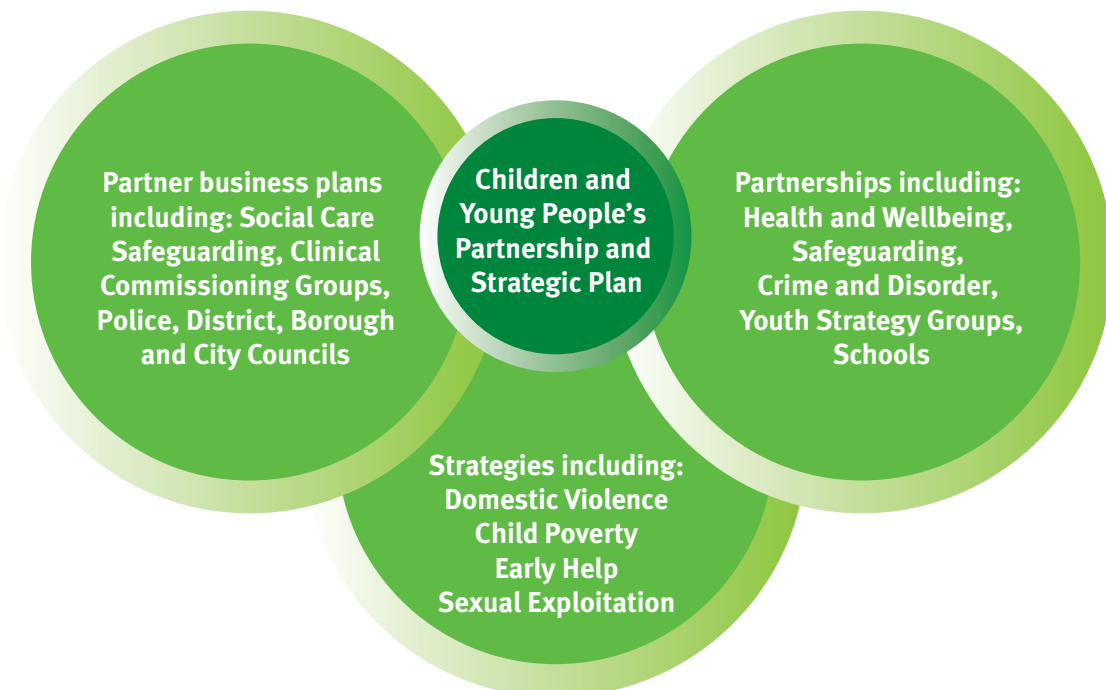 Partner business plans
including: Social Care
Safeguarding, Clinical
Commissioning Groups,
Police, District, Borough
and City Councils
Children and
Young People’s
Partnership and
Strategic Plan
Partnerships including:
Health and Wellbeing,
Safeguarding,
Crime and Disorder,
Youth Strategy Groups,
Schools
Strategies including:
Domestic Violence
Child Poverty
Early Help
Sexual Exploitation